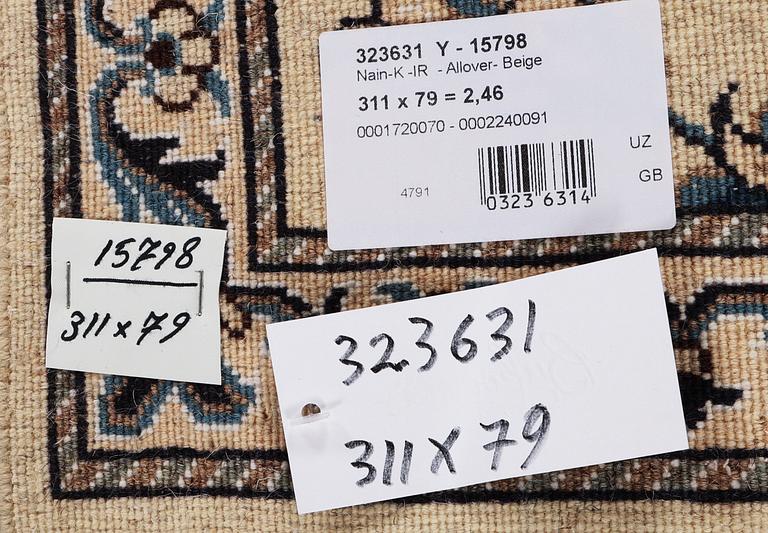 323631 Y - 15798
Nain-K -IR - Allover- Beige
311 x 79 = 2,46
0001720070 - 0002240091
UZ
GB
4791
0323 6314
15798
311 x 79
323631
311 X 79